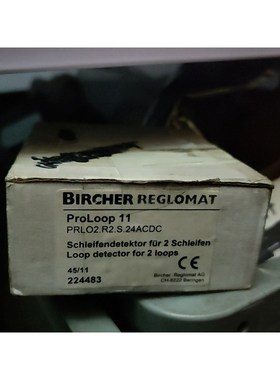 BIRCHER REGLOMAT
ProLoop 11
PRLO2.R2.S.24ACDC
Schleifendetektor für 2 Schleifen
Loop detector for 2 loops
45/11
224483
CE
Bircher Reglomat AG
CH-8222 Beringen